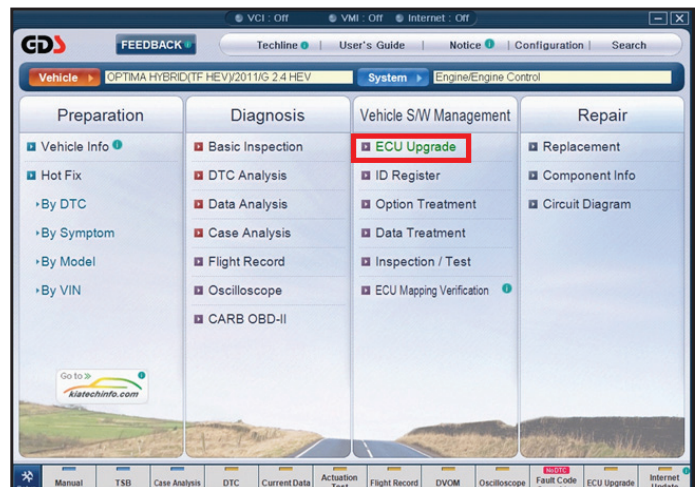 VCI : Off VMI : Off Internet : Off
GDS FEEDBACK Techline | User's Guide | Notice | Configuration | Search
Vehicle OPTIMA HYBRID(TF HEV)/2011/G 2.4 HEV System Engine/Engine Control
Preparation
Vehicle Info
Hot Fix
By DTC
By Symptom
By Model
By VIN
Go to »
kiatechinfo.com
Diagnosis
Basic Inspection
DTC Analysis
Data Analysis
Case Analysis
Flight Record
Oscilloscope
CARB OBD-II
Vehicle S/W Management
ECU Upgrade
ID Register
Option Treatment
Data Treatment
Inspection / Test
ECU Mapping Verification
Repair
Replacement
Component Info
Circuit Diagram
NoDTC
Manual TSB Case Analysis DTC Current Data Actuation Flight Record DVOM Oscilloscope Fault Code ECU Upgrade Internet